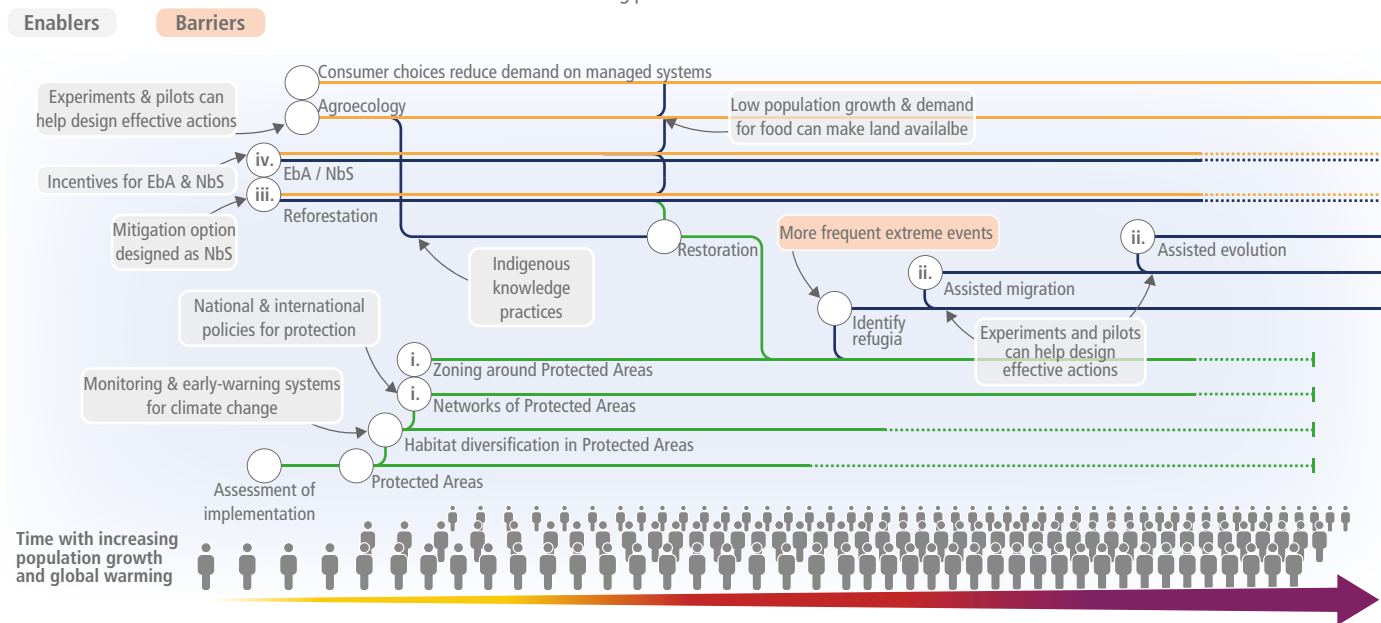 Enablers
Barriers
Consumer choices reduce demand on managed systems
Experiments & pilots can
help design effective actions
Agroecology
Low population growth & demand
for food can make land availalbe
iv.
EbA / NbS
Incentives for EbA & NbS
iii.
Reforestation
Mitigation option
designed as NbS
Restoration
More frequent extreme events
ii.
Assisted evolution
Indigenous
knowledge
practices
ii.
Assisted migration
National & international
policies for protection
Identify
refugia
Experiments and pilots
can help design
effective actions
i.
Zoning around Protected Areas
Monitoring & early-warning systems
for climate change
i.
Networks of Protected Areas
Habitat diversification in Protected Areas
Protected Areas
Assessment of
implementation
Time with increasing
population growth
and global warming